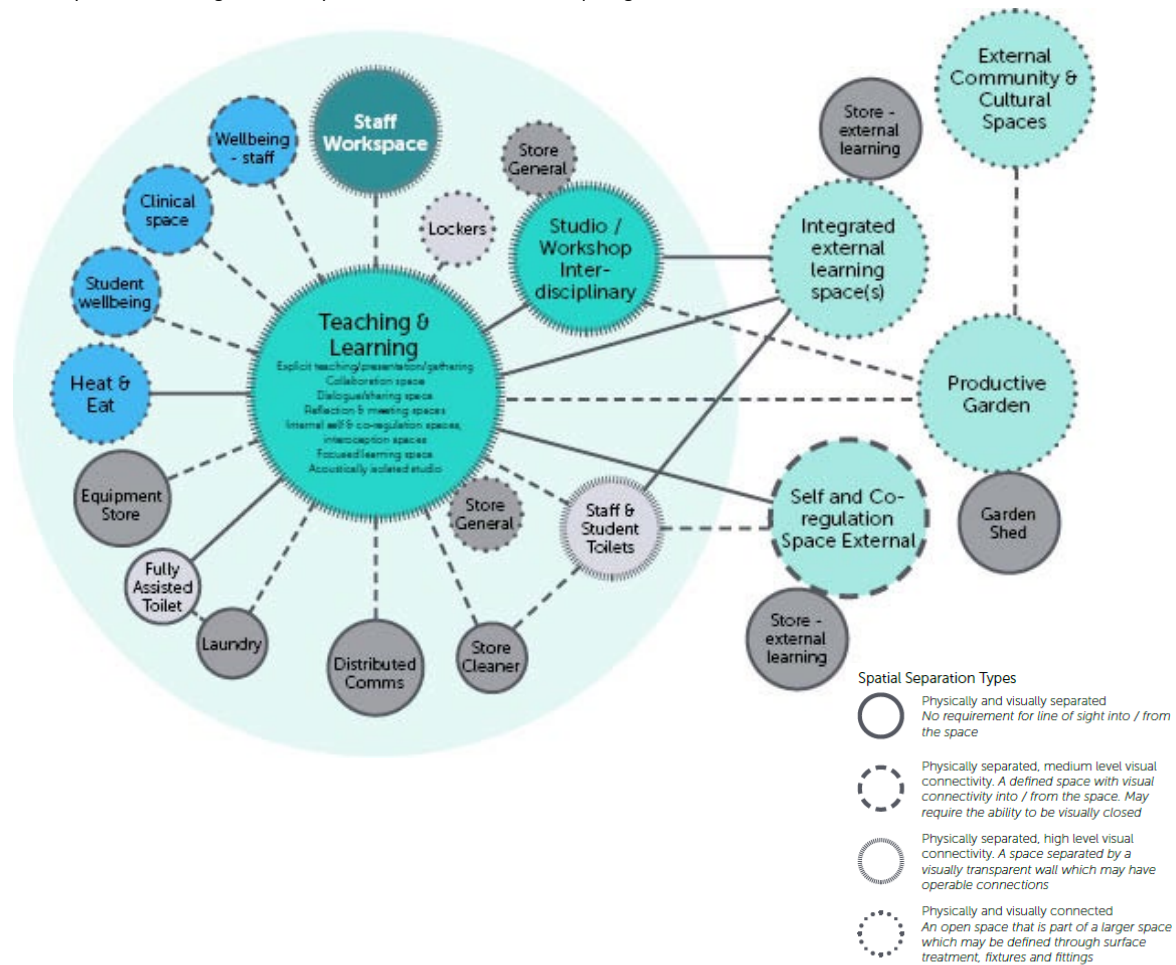 External
Community &
Cultural
Spaces
Store -
external
learning
Staff
Workspace
Wellbeing
- staff
Store
General
Clinical
space
Lockers
Studio /
Workshop
Inter-
disciplinary
Integrated
external
learning
space(s)
Student
wellbeing
Teaching &
Learning
Explicit teaching/presentation/gathering
Collaboration space
Dialogue/sharing space
Reflection & meeting spaces
Internal self & co-regulation spaces,
interoception spaces
Focused learning space
Acoustically isolated studio
Heat &
Eat
Productive
Garden
Equipment
Store
Store
General
Staff &
Student
Toilets
Self and Co-
regulation
Space External
Garden
Shed
Fully
Assisted
Toilet
Laundry
Distributed
Comms
Store
Cleaner
Store -
external
learning
Spatial Separation Types
Physically and visually separated
No requirement for line of sight into / from
the space
Physically separated, medium level visual
connectivity. A defined space with visual
connectivity into / from the space. May
require the ability to be visually closed
Physically separated, high level visual
connectivity. A space separated by a
visually transparent wall which may have
operable connections
Physically and visually connected
An open space that is part of a larger space
which may be defined through surface
treatment, fixtures and fittings